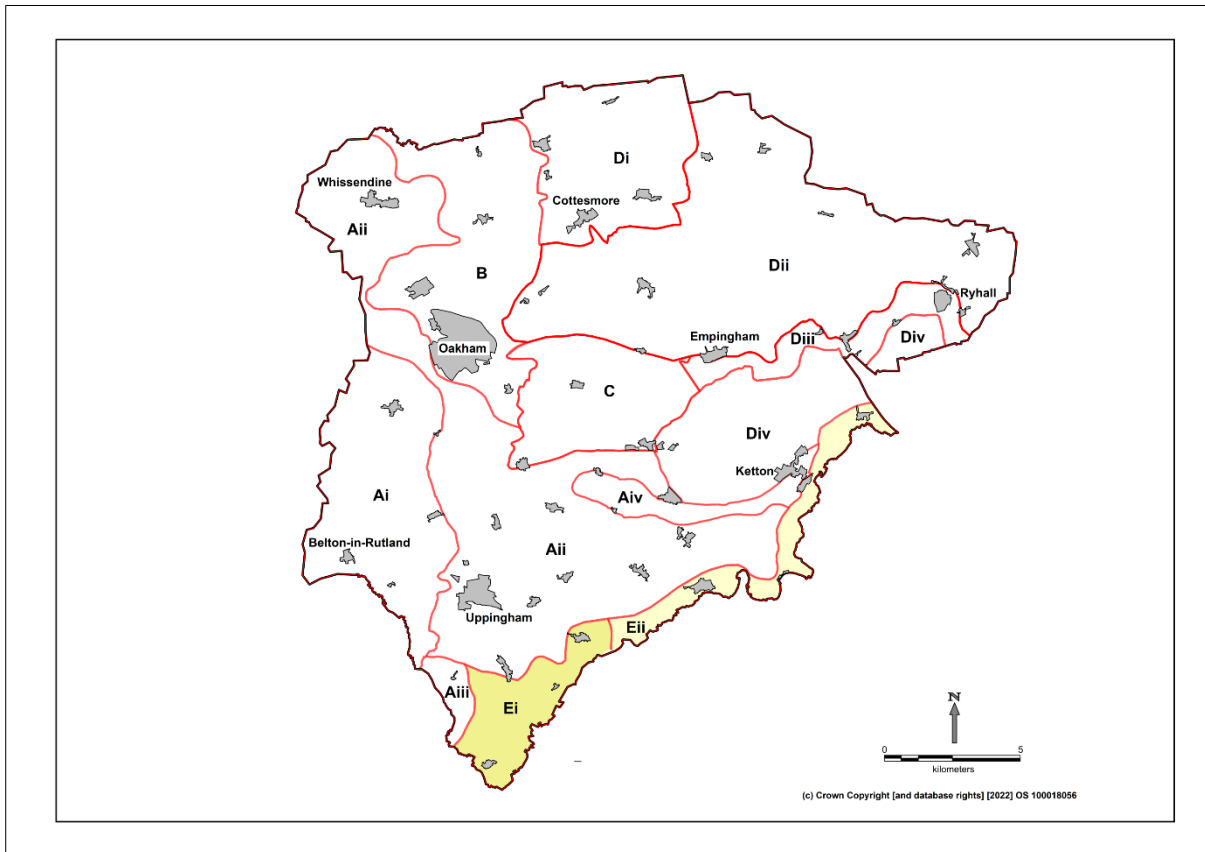 Di
Whissendine
Cottesmore
Aii
Dii
B
Ryhall
Empingham
Diii
Div
Oakham
C
Div
Ketton
Ai
Aiv
Belton-in-Rutland
Aii
Uppingham
Eii
Aiii
Ei
N
0 5
kilometers
(c) Crown Copyright [and database rights] [2022] OS 100018056